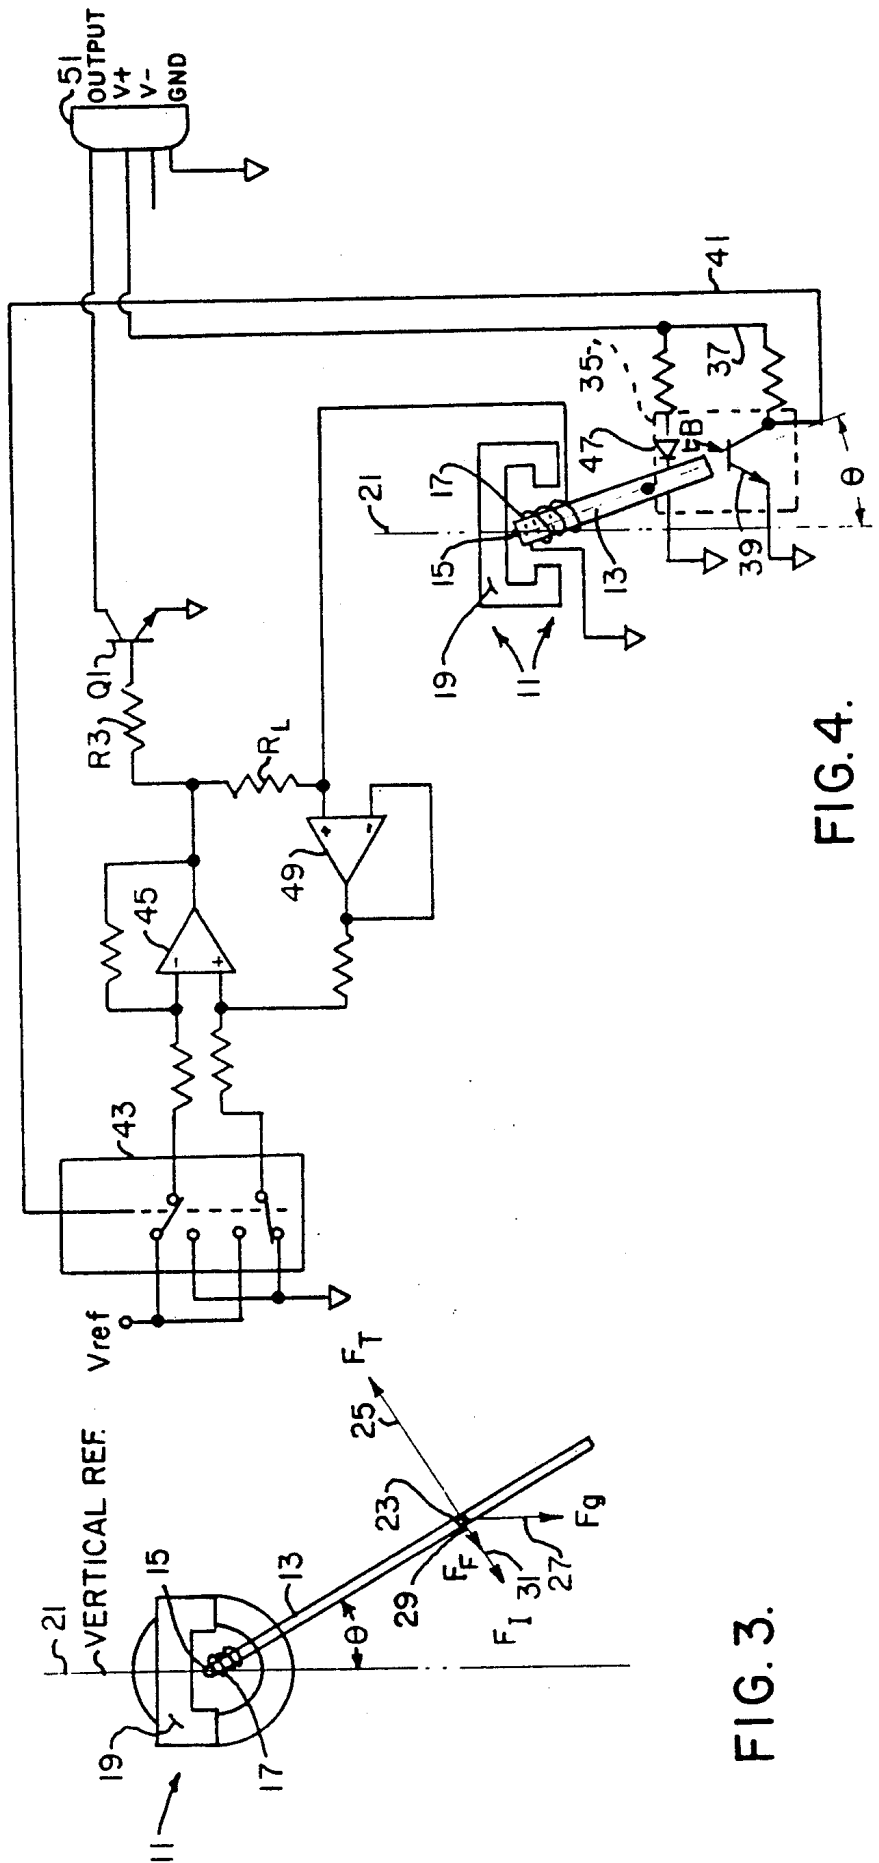 51
OUTPUT
V+
V-
GND
41
21
17
15
19
11
13
47
35
37
EB
39
θ
R3
Q1
RL
49
45
-
+
+
-
43
Vref
FIG. 4.
21
VERTICAL REF.
15
13
19
17
11
θ
23
25
FT
29
FF
31
FI
27
Fg
FIG. 3.